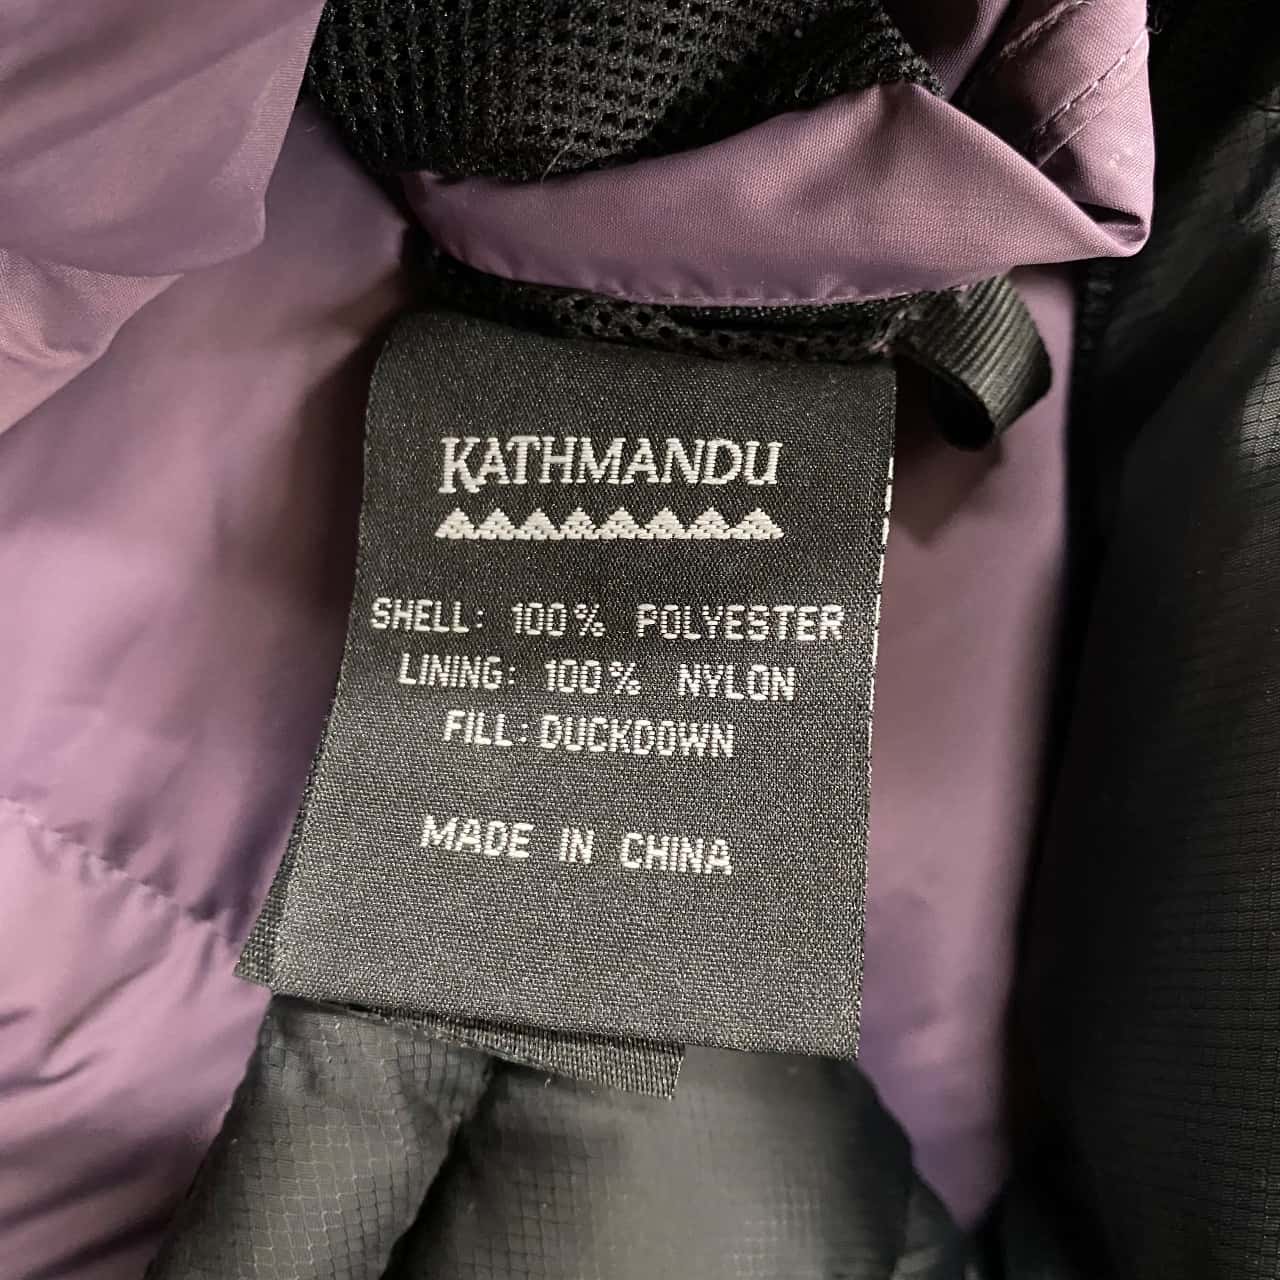 KATHMANDU
SHELL: 100% POLYESTER
LINING: 100% NYLON
FILL: DUCKDOWN
MADE IN CHINA